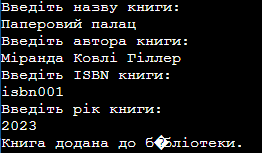 Введіть назву книги:
Паперовий палац
Введіть автора книги:
Міранда Ковлі Гіллер
Введіть ISBN книги:
isbn001
Введіть рік книги:
2023
Книга додана до б�бліотеки.